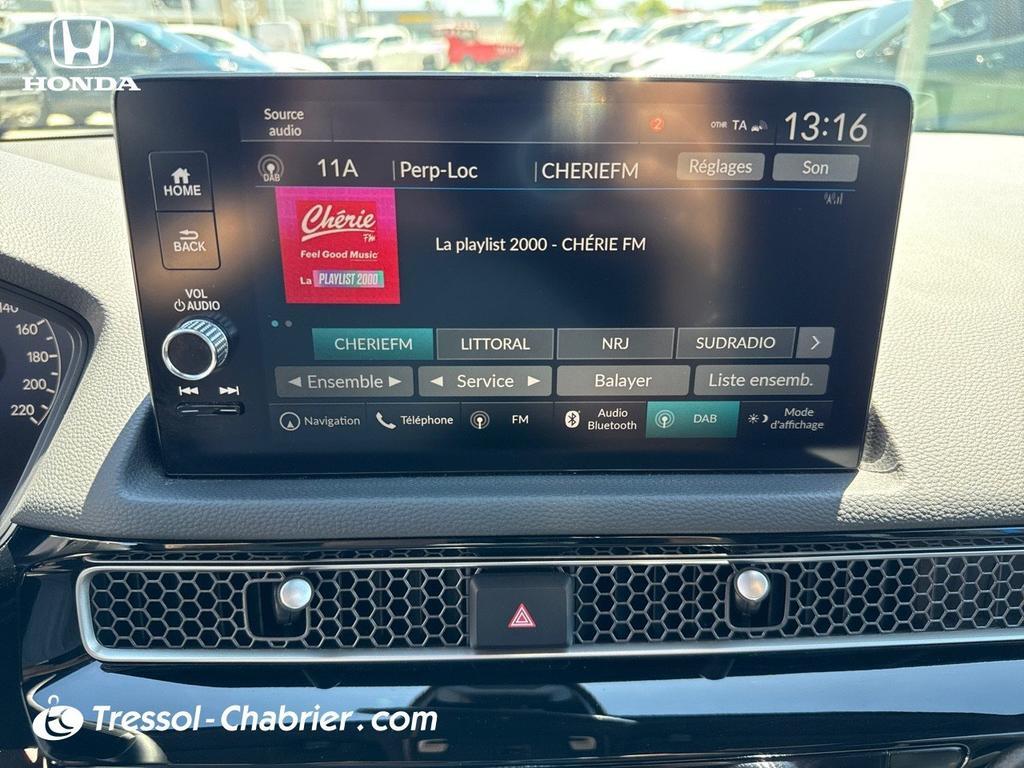 HONDA
Source audio
2
OTHR TA 13:16
HOME
BACK
VOL
AUDIO
DAB 11A Perp-Loc CHERIEFM Réglages Son
Chérie
FM
Feel Good Music
La PLAYLIST 2000
La playlist 2000 - CHÉRIE FM
CHERIEFM LITTORAL NRJ SUDRADIO
Ensemble Service Balayer Liste ensemb.
Navigation Téléphone FM Audio Bluetooth DAB Mode d'affichage
140
160
180
200
220
Tressol-Chabrier.com